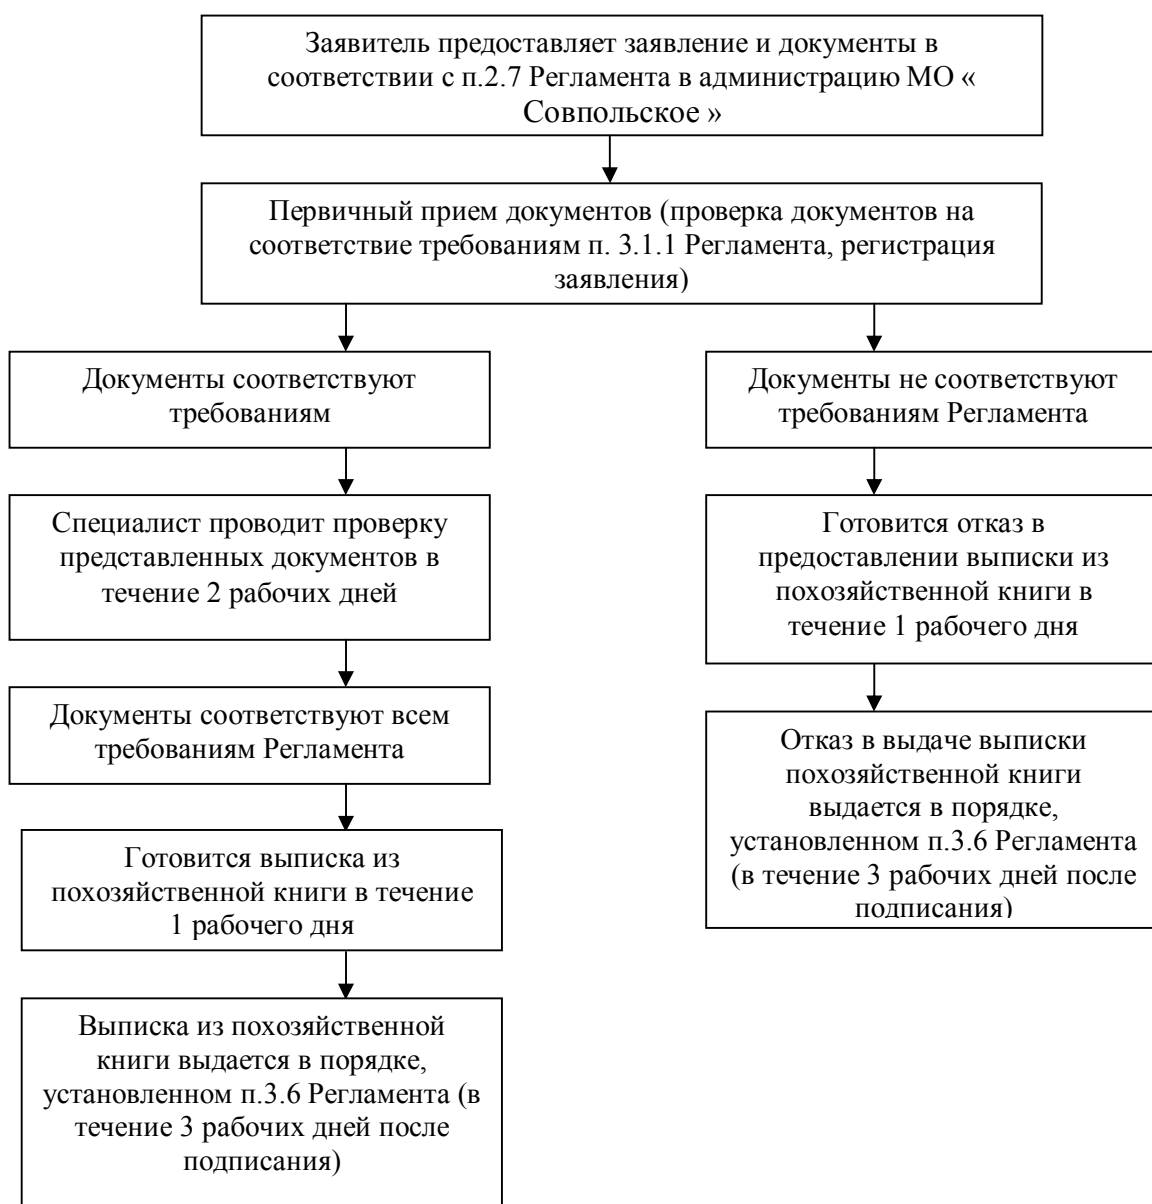 Заявитель предоставляет заявление и документы в
соответствии с п.2.7 Регламента в администрацию МО «
Совпольское »
Первичный прием документов (проверка документов на
соответствие требованиям п. 3.1.1 Регламента, регистрация
заявления)
Документы соответствуют
требованиям
Специалист проводит проверку
представленных документов в
течение 2 рабочих дней
Документы соответствуют всем
требованиям Регламента
Готовится выписка из
похозяйственной книги в течение
1 рабочего дня
Выписка из похозяйственной
книги выдается в порядке,
установленном п.3.6 Регламента (в
течение 3 рабочих дней после
подписания)
Документы не соответствуют
требованиям Регламента
Готовится отказ в
предоставлении выписки из
похозяйственной книги в
течение 1 рабочего дня
Отказ в выдаче выписки
похозяйственной книги
выдается в порядке,
установленном п.3.6 Регламента
(в течение 3 рабочих дней после
подписания)